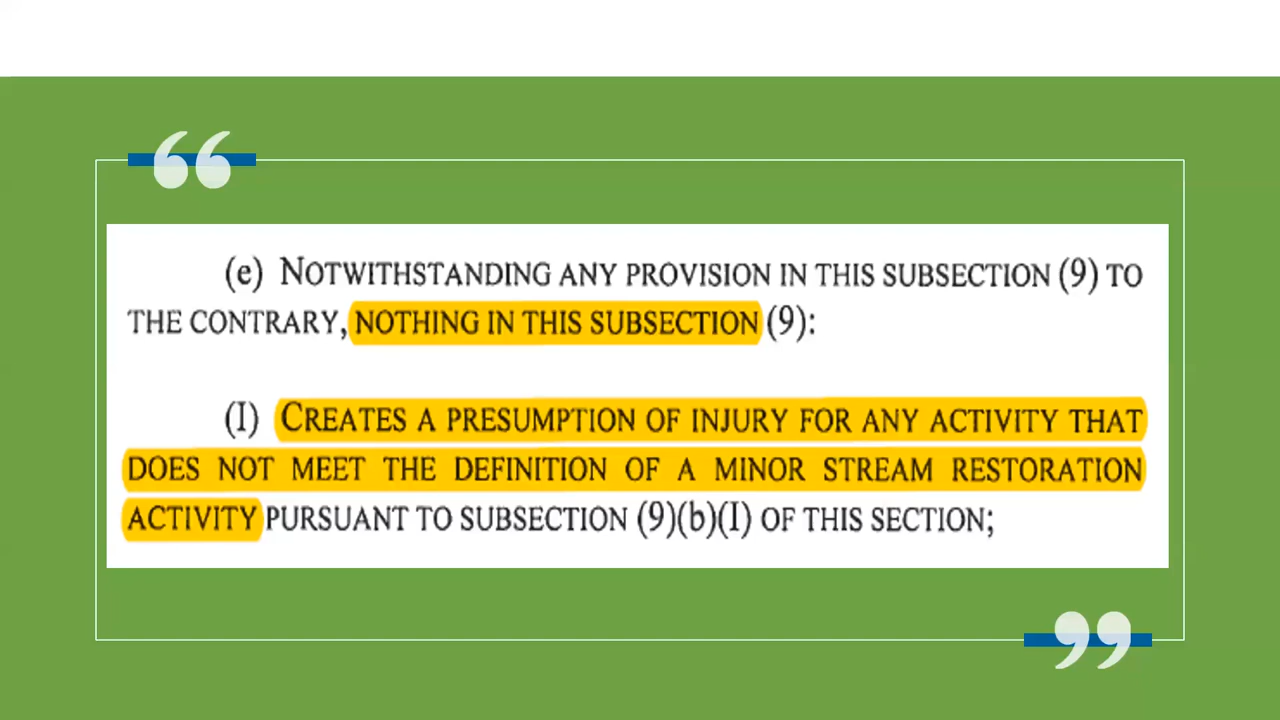 “
(e) NOTWITHSTANDING ANY PROVISION IN THIS SUBSECTION (9) TO
THE CONTRARY, NOTHING IN THIS SUBSECTION (9):
(I) CREATES A PRESUMPTION OF INJURY FOR ANY ACTIVITY THAT
DOES NOT MEET THE DEFINITION OF A MINOR STREAM RESTORATION
ACTIVITY PURSUANT TO SUBSECTION (9)(b)(I) OF THIS SECTION;
”